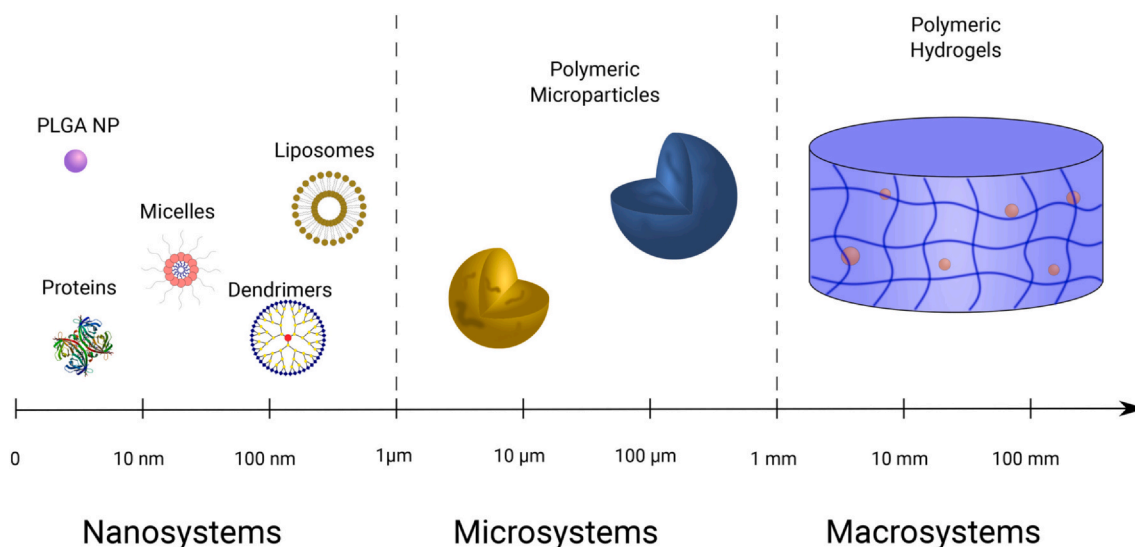 Polymeric
Hydrogels
Polymeric
Microparticles
PLGA NP
Liposomes
Micelles
Proteins
Dendrimers
0
10 nm
100 nm
1μm
10 μm
100 μm
1 mm
10 mm
100 mm
Nanosystems
Microsystems
Macrosystems